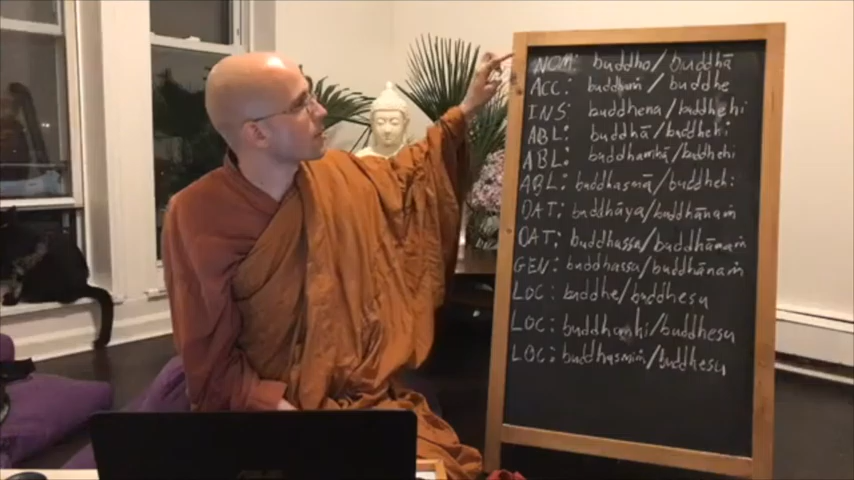 NOM: buddho/buddhā
ACC: buddhaṁ/buddhe
INS: buddhena/buddhehi
ABL: buddhā/buddhehi
ABL: buddhamhā/buddhehi
ABL: buddhasmā/buddhehi
DAT: buddhāya/buddhānaṁ
DAT: buddhassa/buddhānaṁ
GEN: buddhassa/buddhānaṁ
LOC: buddhe/buddhesu
LOC: buddhamhi/buddhesu
LOC: buddhasmiṁ/buddhesu